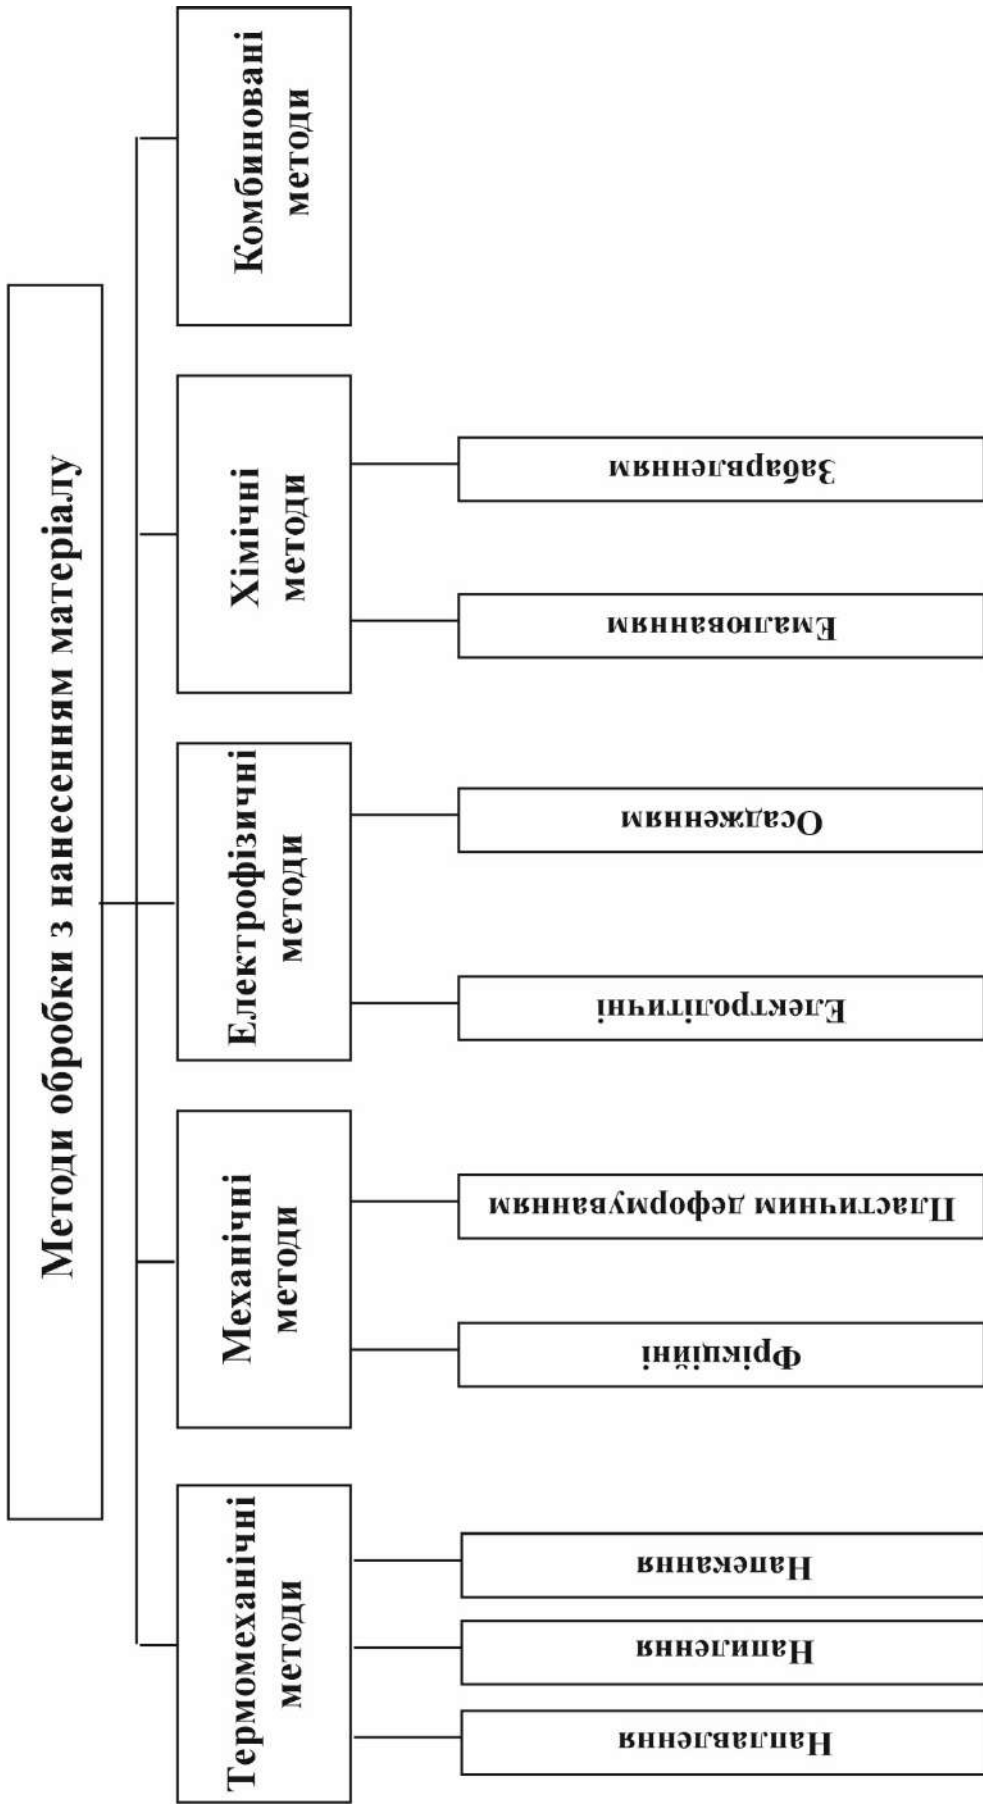 Методи обробки з нанесенням матеріалу
Термомеханічні
методи
Механічні
методи
Електрофізичні
методи
Хімічні
методи
Комбиновані
методи
Наплавлення
Напилення
Напекання
Фрікційні
Пластичним деформуванням
Електролітичні
Осадженням
Емалюванням
Забарвленням